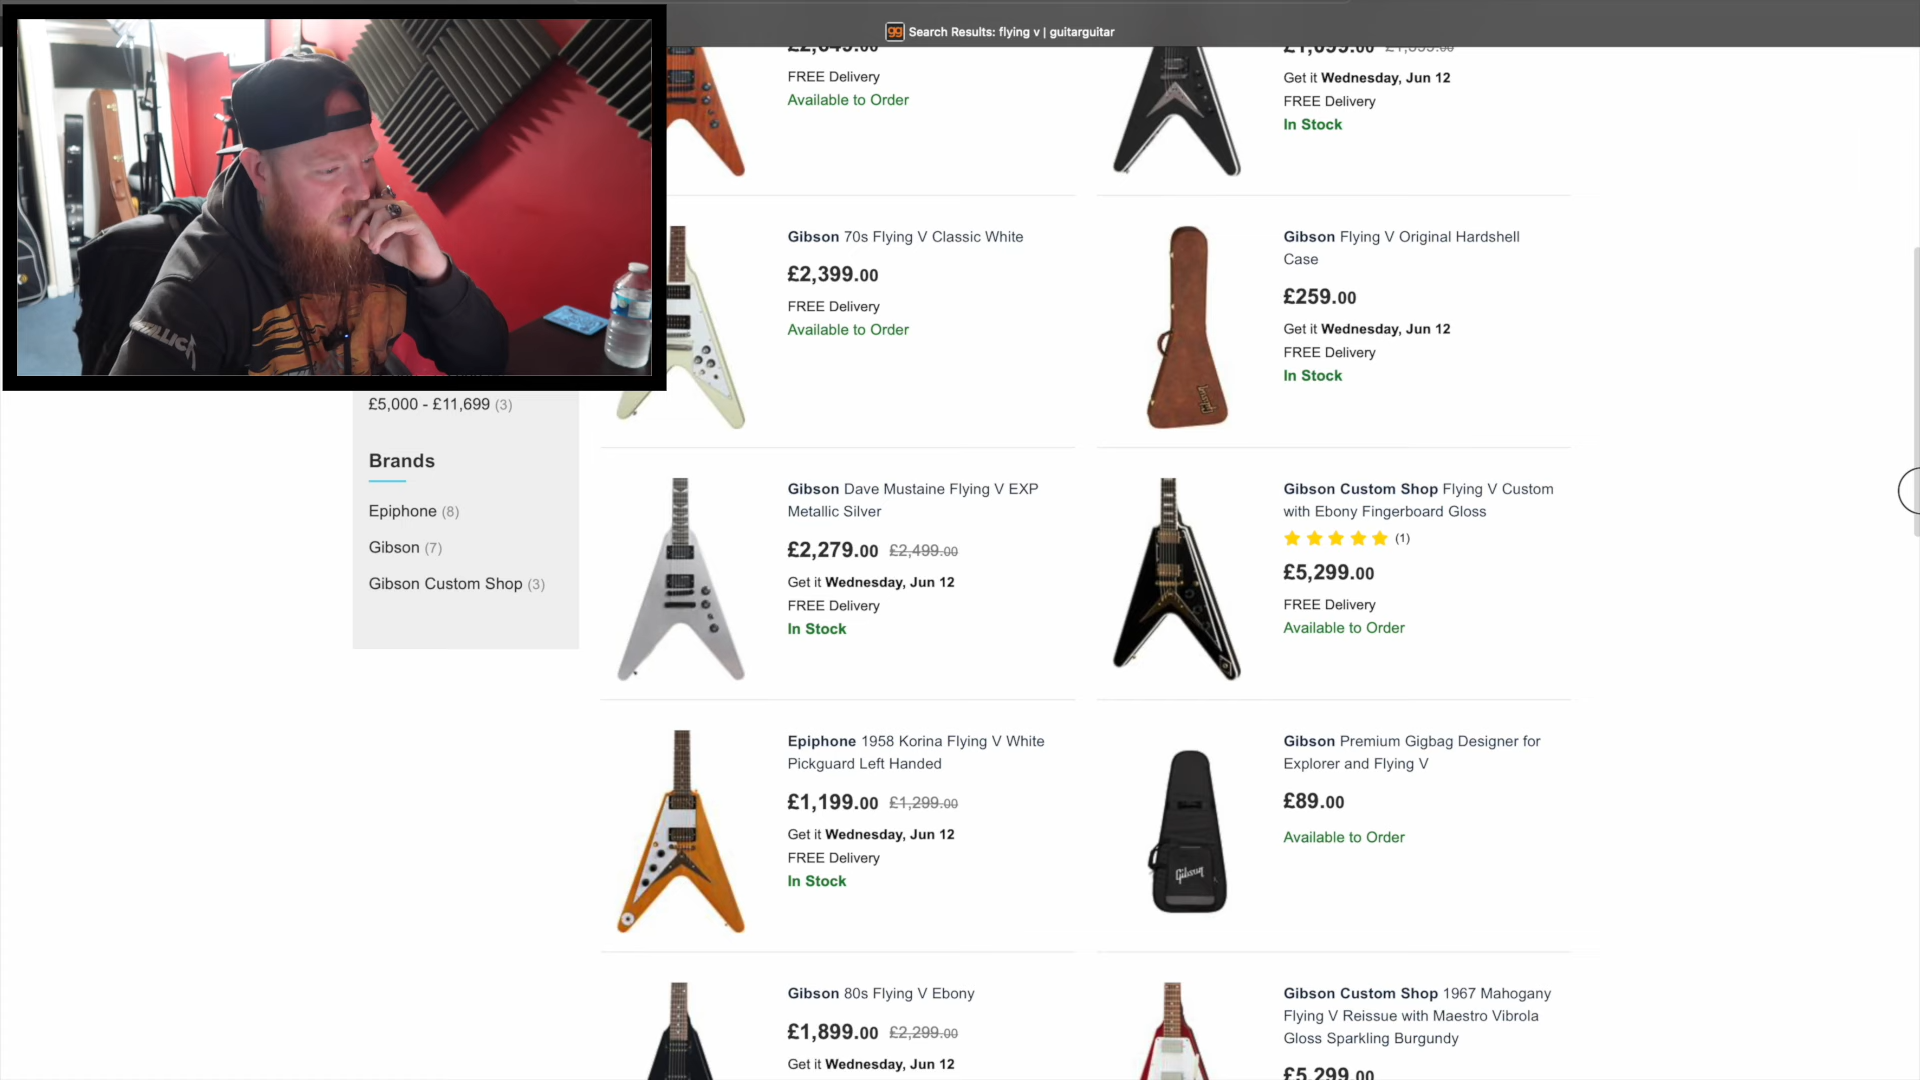 Search Results: flying v | guitarguitar
FREE Delivery
Available to Order
Get it Wednesday, Jun 12
FREE Delivery
In Stock
Gibson 70s Flying V Classic White
£2,399.00
FREE Delivery
Available to Order
Gibson Flying V Original Hardshell
Case
£259.00
Get it Wednesday, Jun 12
FREE Delivery
In Stock
£5,000 - £11,699 (3)
Brands
Epiphone (8)
Gibson (7)
Gibson Custom Shop (3)
Gibson Dave Mustaine Flying V EXP
Metallic Silver
£2,279.00 £2,499.00
Get it Wednesday, Jun 12
FREE Delivery
In Stock
Gibson Custom Shop Flying V Custom
with Ebony Fingerboard Gloss
(1)
£5,299.00
FREE Delivery
Available to Order
Epiphone 1958 Korina Flying V White
Pickguard Left Handed
£1,199.00 £1,299.00
Get it Wednesday, Jun 12
FREE Delivery
In Stock
Gibson Premium Gigbag Designer for
Explorer and Flying V
£89.00
Available to Order
Gibson
Gibson 80s Flying V Ebony
£1,899.00 £2,299.00
Get it Wednesday, Jun 12
Gibson Custom Shop 1967 Mahogany
Flying V Reissue with Maestro Vibrola
Gloss Sparkling Burgundy
£5,299.00